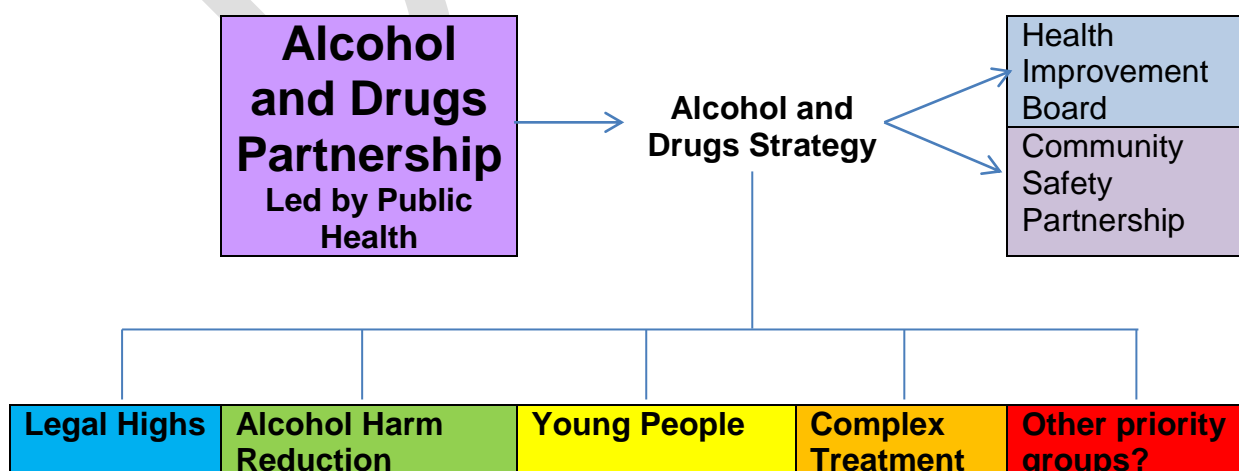 Alcohol
and Drugs
Partnership
Led by Public
Health
Alcohol and
Drugs Strategy
Health
Improvement
Board
Community
Safety
Partnership
Legal Highs
Alcohol Harm
Reduction
Young People
Complex
Treatment
Other priority
groups?